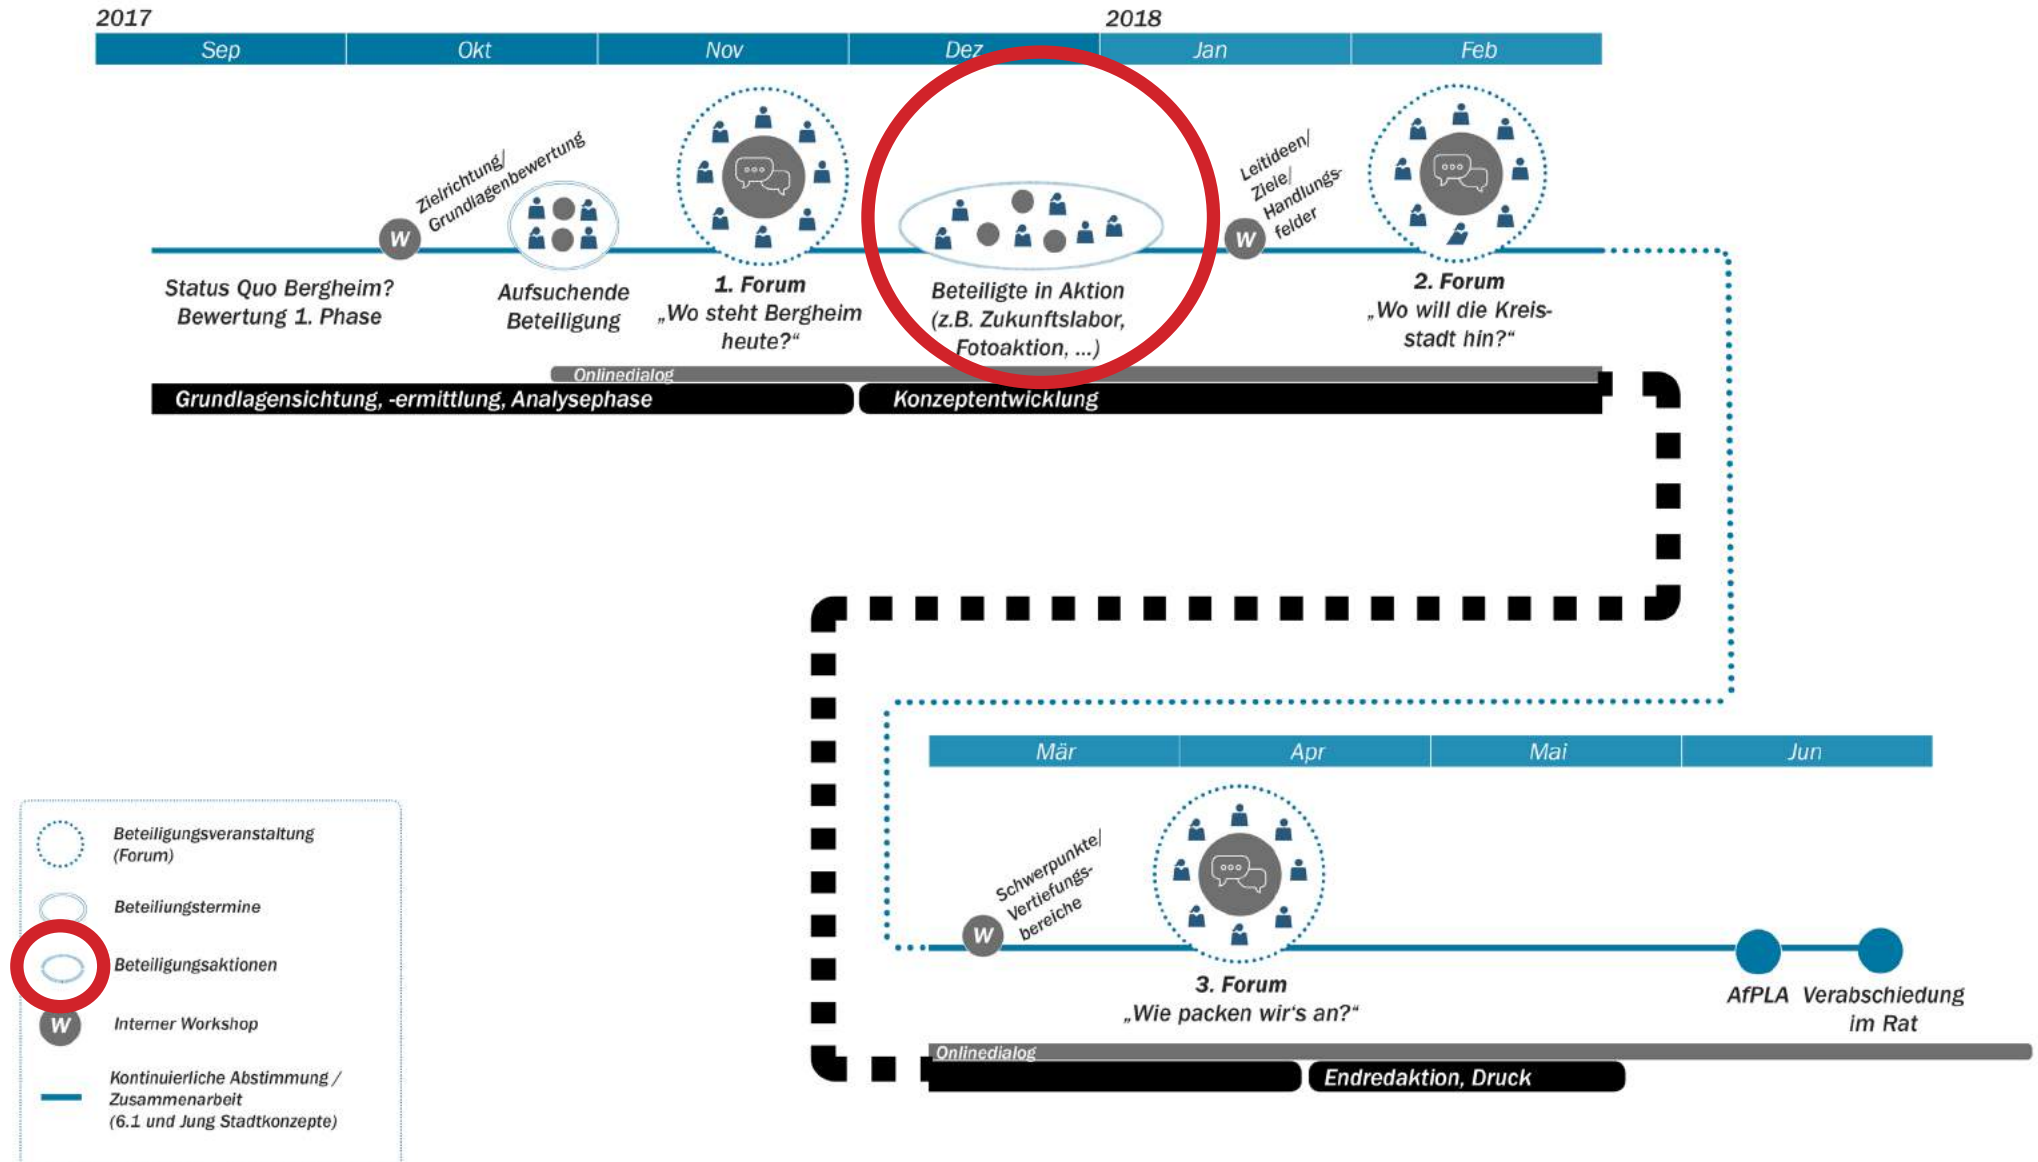 2017
2018
Sep
Okt
Nov
Dez
Jan
Feb
Zielrichtung/
Grundlagenbewertung
Leitideen/
Ziele/
Handlungs-
felder
W
W
Status Quo Bergheim?
Bewertung 1. Phase
Aufsuchende
Beteiligung
1. Forum
„Wo steht Bergheim
heute?“
Beteiligte in Aktion
(z.B. Zukunftslabor,
Fotoaktion, ...)
2. Forum
„Wo will die Kreis-
stadt hin?“
Onlinedialog
Grundlagensichtung, -ermittlung, Analysephase
Konzeptentwicklung
Mär
Apr
Mai
Jun
Schwerpunkte/
Vertiefungs-
bereiche
W
3. Forum
„Wie packen wir‘s an?“
AfPLA
Verabschiedung
im Rat
Onlinedialog
Endredaktion, Druck
Beteiligungsveranstaltung
(Forum)
Beteiliungstermine
Beteiligungsaktionen
W
Interner Workshop
Kontinuierliche Abstimmung /
Zusammenarbeit
(6.1 und Jung Stadtkonzepte)